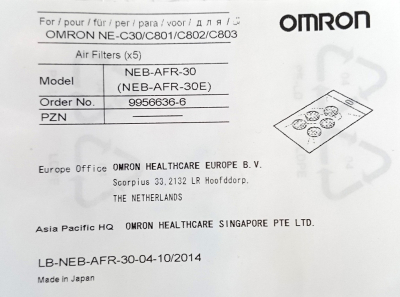 For / pour / für / per / para / voor / для / ل
OMRON NE-C30/C801/C802/C803
OMRON
Air Filters (x5)
Model NEB-AFR-30
(NEB-AFR-30E)
Order No. 9956636-6
PZN
Europe Office OMRON HEALTHCARE EUROPE B.V.
Scorpius 33, 2132 LR Hoofddorp.
THE NETHERLANDS
Asia Pacific HQ OMRON HEALTHCARE SINGAPORE PTE LTD.
LB-NEB-AFR-30-04-10/2014
Made in Japan